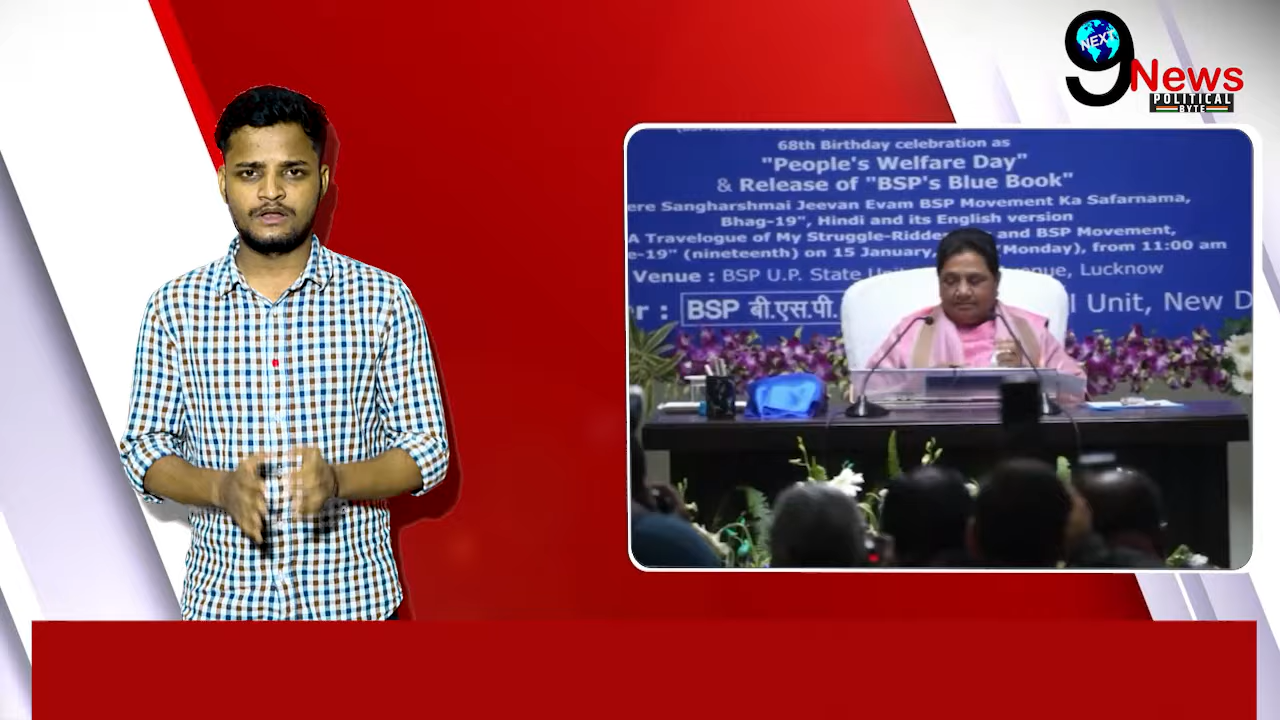 9
NEXT
News
POLITICAL
BYTE
68th Birthday celebration as
"People's Welfare Day"
& Release of "BSP's Blue Book"
ere Sangharshmai Jeevan Evam BSP Movement Ka Safarnama,
Bhag-19", Hindi and its English version
A Travelogue of My Struggle-Ridde and BSP Movement,
e-19" (nineteenth) on 15 January, (Monday), from 11:00 am
Venue : BSP U.P. State Unit nue, Lucknow
r : BSP बी.एस.पी. l Unit, New D